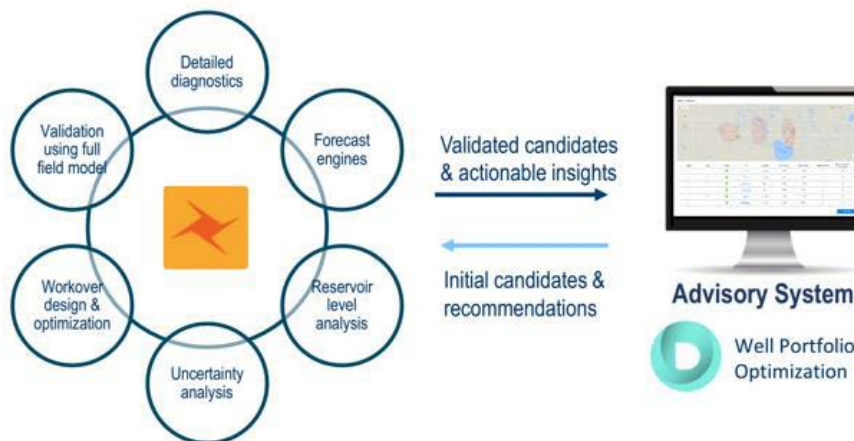 Detailed
diagnostics
Forecast
engines
Reservoir
level
analysis
Uncertainty
analysis
Workover
design &
optimization
Validation
using full
field model
Validated candidates
& actionable insights
Initial candidates &
recommendations
Advisory System
Well Portfolio
Optimization